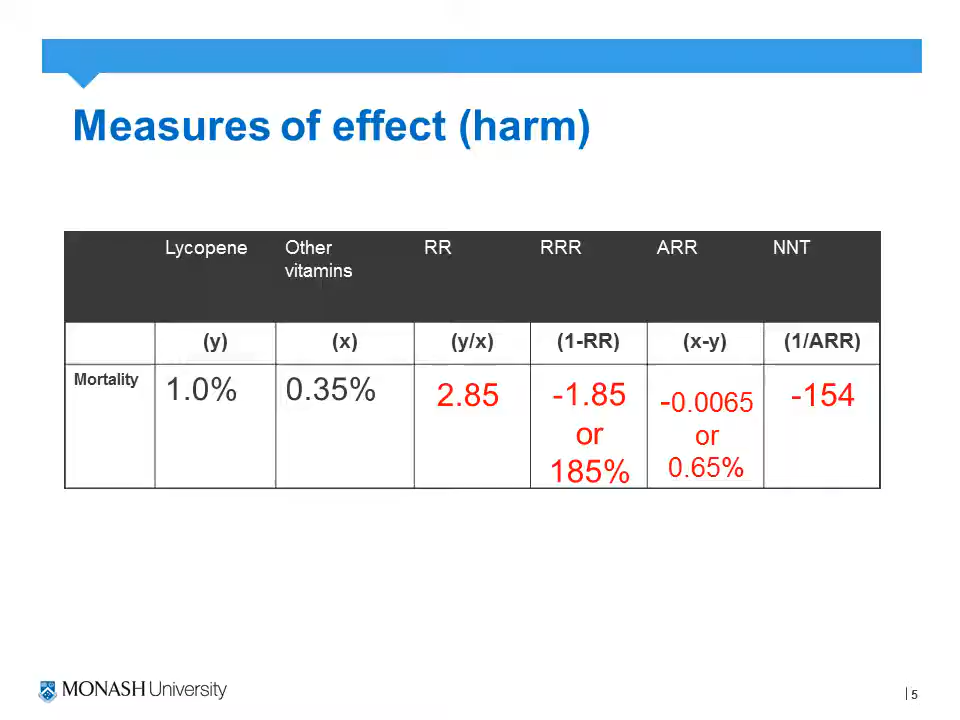 Measures of effect (harm)
Lycopene Other vitamins RR RRR ARR NNT
(y) (x) (y/x) (1-RR) (x-y) (1/ARR)
Mortality 1.0% 0.35% 2.85 -1.85 or 185% -0.0065 or 0.65% -154
MONASH University
5